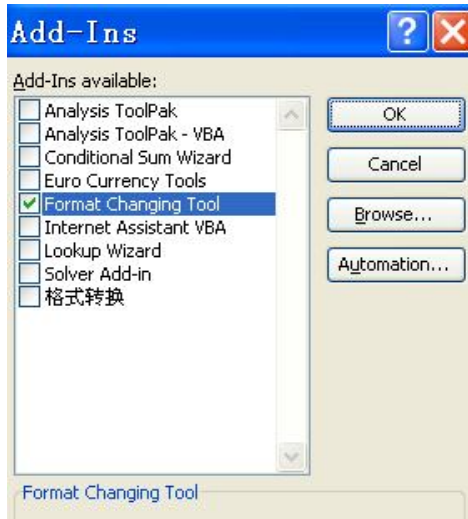 Add-Ins
Add-Ins available:
Analysis ToolPak
Analysis ToolPak - VBA
Conditional Sum Wizard
Euro Currency Tools
Format Changing Tool
Internet Assistant VBA
Lookup Wizard
Solver Add-in
格式转换
OK
Cancel
Browse...
Automation...
Format Changing Tool